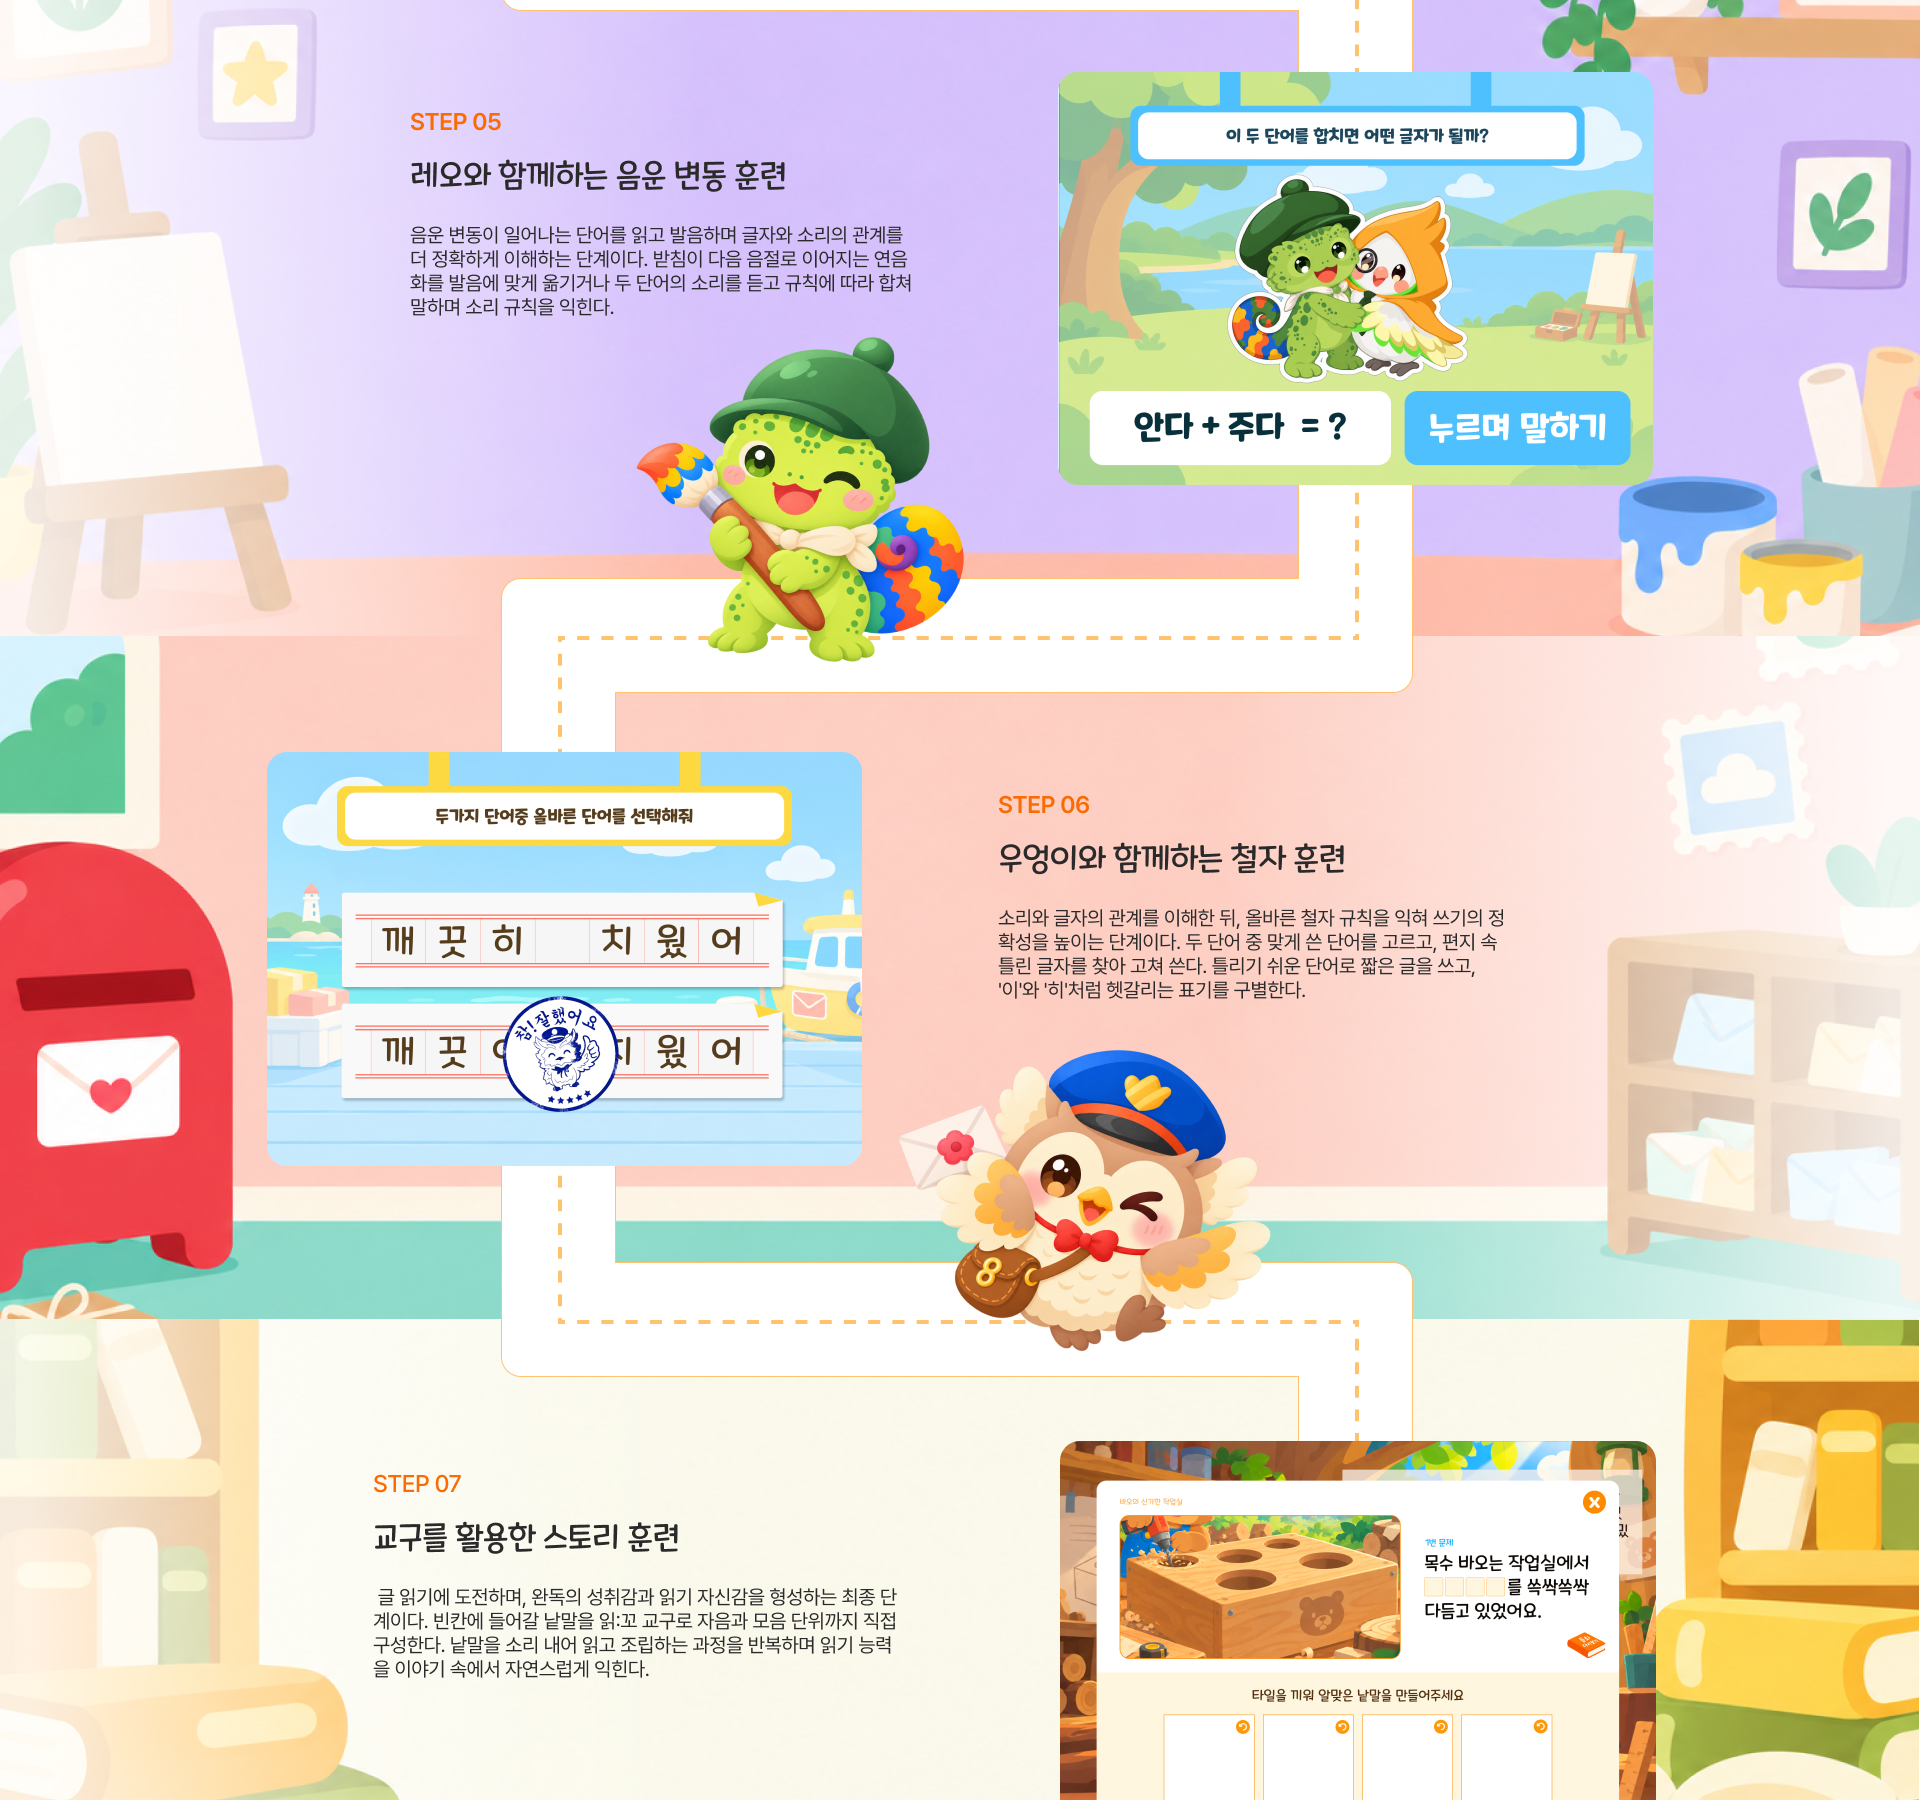 STEP 05
레오와 함께하는 음운 변동 훈련
음운 변동이 일어나는 단어를 읽고 발음하며 글자와 소리의 관계를
더 정확하게 이해하는 단계이다. 받침이 다음 음절로 이어지는 연음
화를 발음에 맞게 옮기거나 두 단어의 소리를 듣고 규칙에 따라 합쳐
말하며 소리 규칙을 익힌다.
이 두 단어를 합치면 어떤 글자가 될까?
안다 + 주다 = ?
누르며 말하기
두가지 단어중 올바른 단어를 선택해줘
깨끗히 치웠어
깨끗 웠어
참!잘했어요
STEP 06
우엉이와 함께하는 철자 훈련
소리와 글자의 관계를 이해한 뒤, 올바른 철자 규칙을 익혀 쓰기의 정
확성을 높이는 단계이다. 두 단어 중 맞게 쓴 단어를 고르고, 편지 속
틀린 글자를 찾아 고쳐 쓴다. 틀리기 쉬운 단어로 짧은 글을 쓰고,
'이'와 '히'처럼 헷갈리는 표기를 구별한다.
8
STEP 07
교구를 활용한 스토리 훈련
글 읽기에 도전하며, 완독의 성취감과 읽기 자신감을 형성하는 최종 단
계이다. 빈칸에 들어갈 낱말을 읽:꼬 교구로 자음과 모음 단위까지 직접
구성한다. 낱말을 소리 내어 읽고 조립하는 과정을 반복하며 읽기 능력
을 이야기 속에서 자연스럽게 익힌다.
바오의 신기한 작업실
1번 문제
목수 바오는 작업실에서
를 쓱싹쓱싹
다듬고 있었어요.
타일을 끼워 알맞은 낱말을 만들어주세요